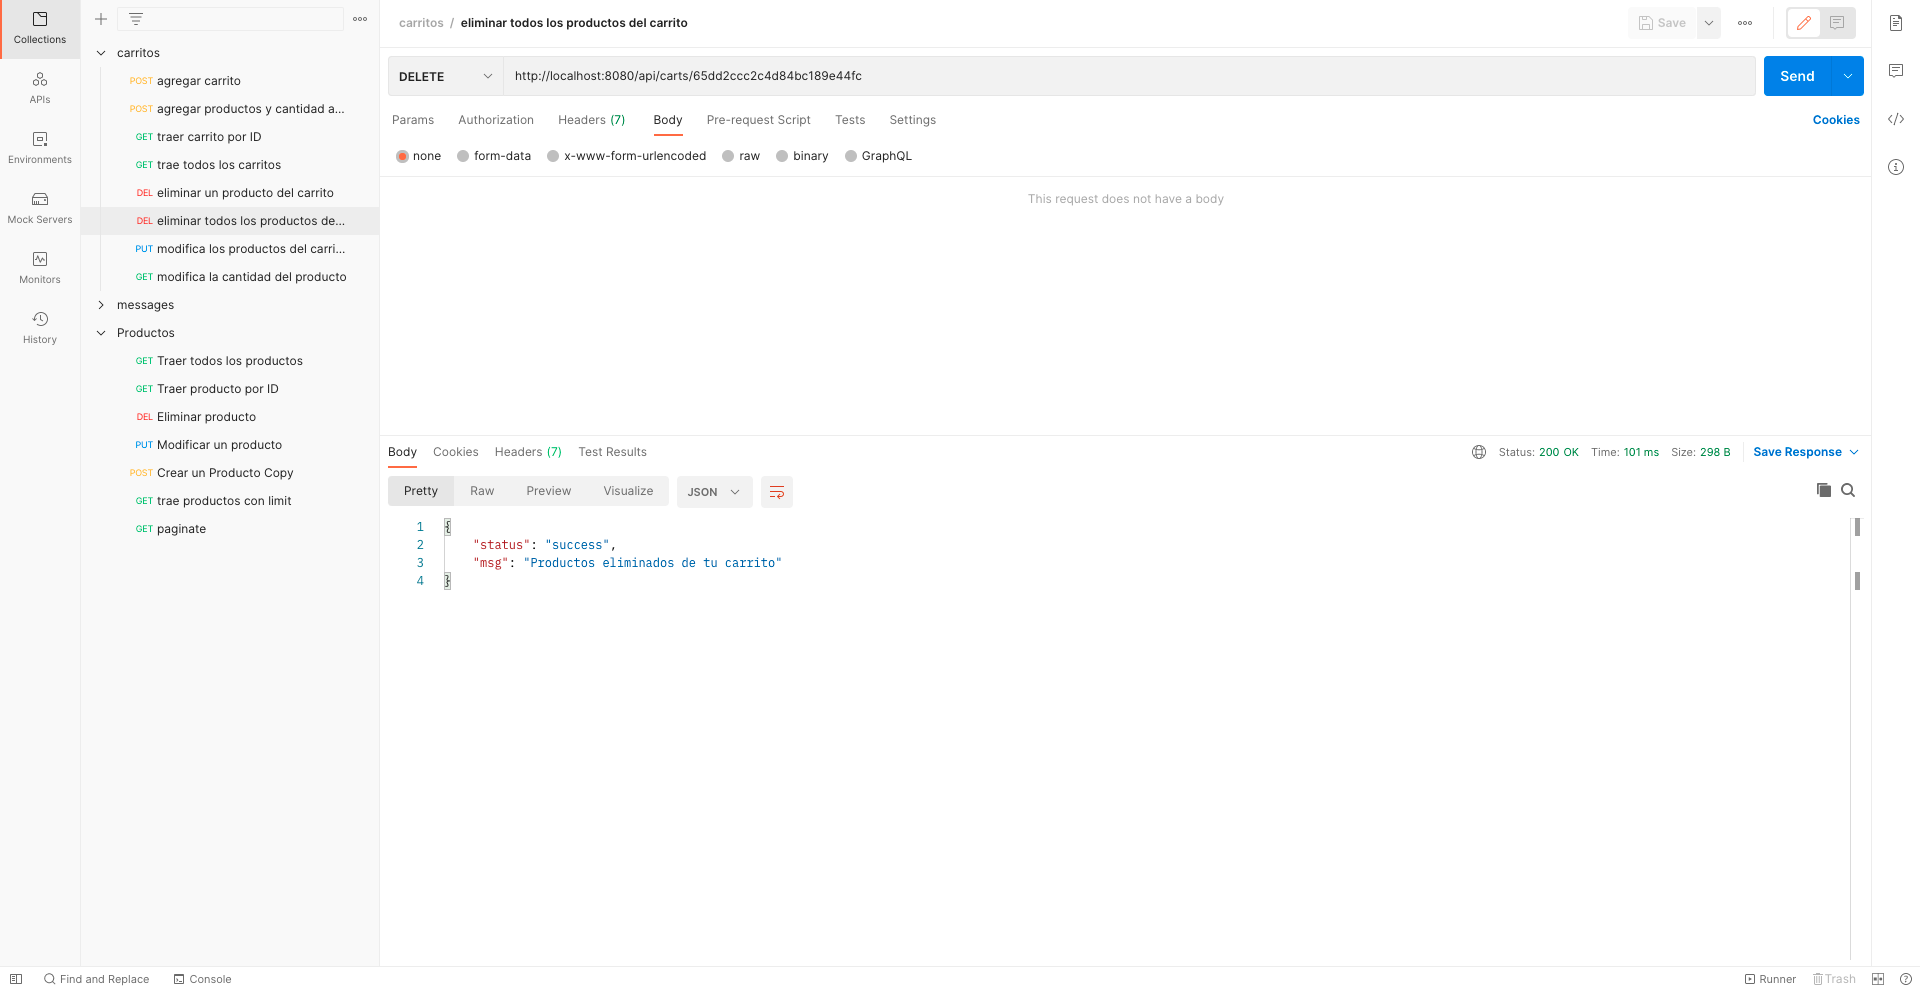 Collections
APIs
Environments
Mock Servers
Monitors
History
carritos
POST agregar carrito
POST agregar productos y cantidad a...
GET traer carrito por ID
GET trae todos los carritos
DEL eliminar un producto del carrito
DEL eliminar todos los productos de...
PUT modifica los productos del carri...
GET modifica la cantidad del producto
messages
Productos
GET Traer todos los productos
GET Traer producto por ID
DEL Eliminar producto
PUT Modificar un producto
POST Crear un Producto Copy
GET trae productos con limit
GET paginate
carritos / eliminar todos los productos del carrito
Save
DELETE http://localhost:8080/api/carts/65dd2ccc2c4d84bc189e44fc
Send
Params Authorization Headers (7) Body Pre-request Script Tests Settings
Cookies
none form-data x-www-form-urlencoded raw binary GraphQL
This request does not have a body
Body Cookies Headers (7) Test Results
Status: 200 OK Time: 101 ms Size: 298 B Save Response
Pretty Raw Preview Visualize JSON
1 {
2 "status": "success",
3 "msg": "Productos eliminados de tu carrito"
4 }
Find and Replace Console
Runner Trash